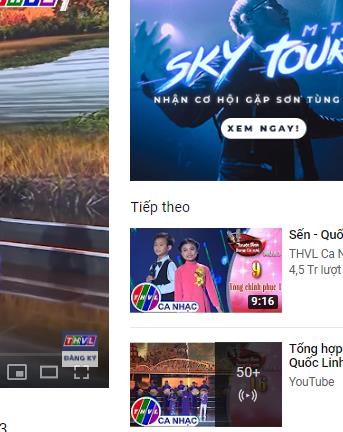 THVL1
M-T
SKY TOUR
NHẬN CƠ HỘI GẶP SƠN TÙNG
XEM NGAY!
Tiếp theo
Sến - Quố
THVL Ca N
4,5 Tr lượt
9
Tổng chinh phục 1
9:16
THVL
CA NHẠC
THVL
ĐĂNG KÝ
Tổng hợp
Quốc Linh
YouTube
50+
THVL
CA NHẠC
3